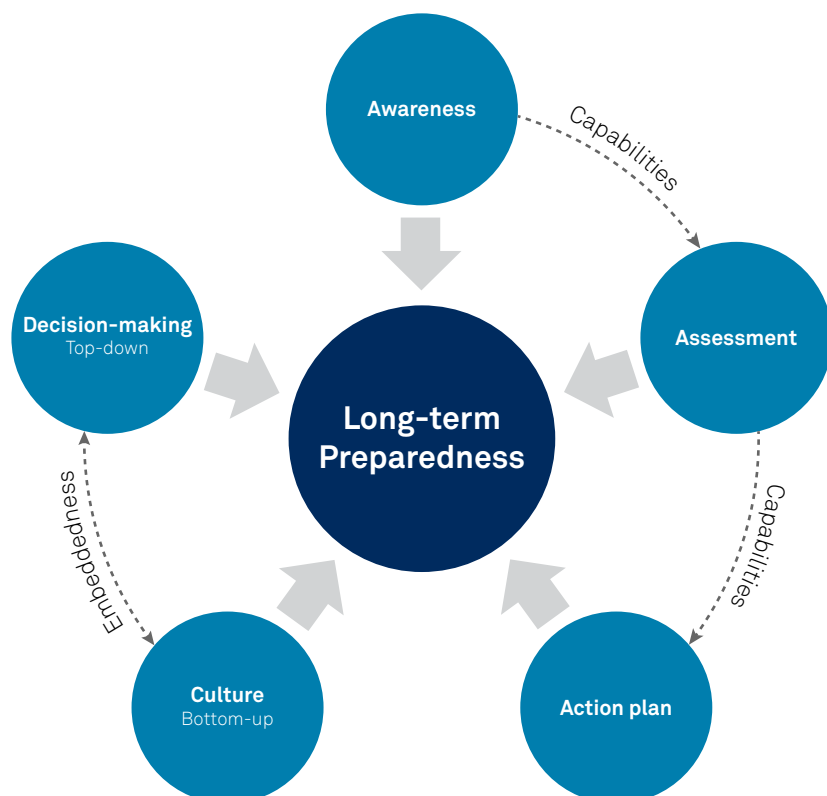 Awareness
Capabilities
Decision-making
Top-down
Assessment
Long-term
Preparedness
Embeddedness
Capabilities
Culture
Bottom-up
Action plan